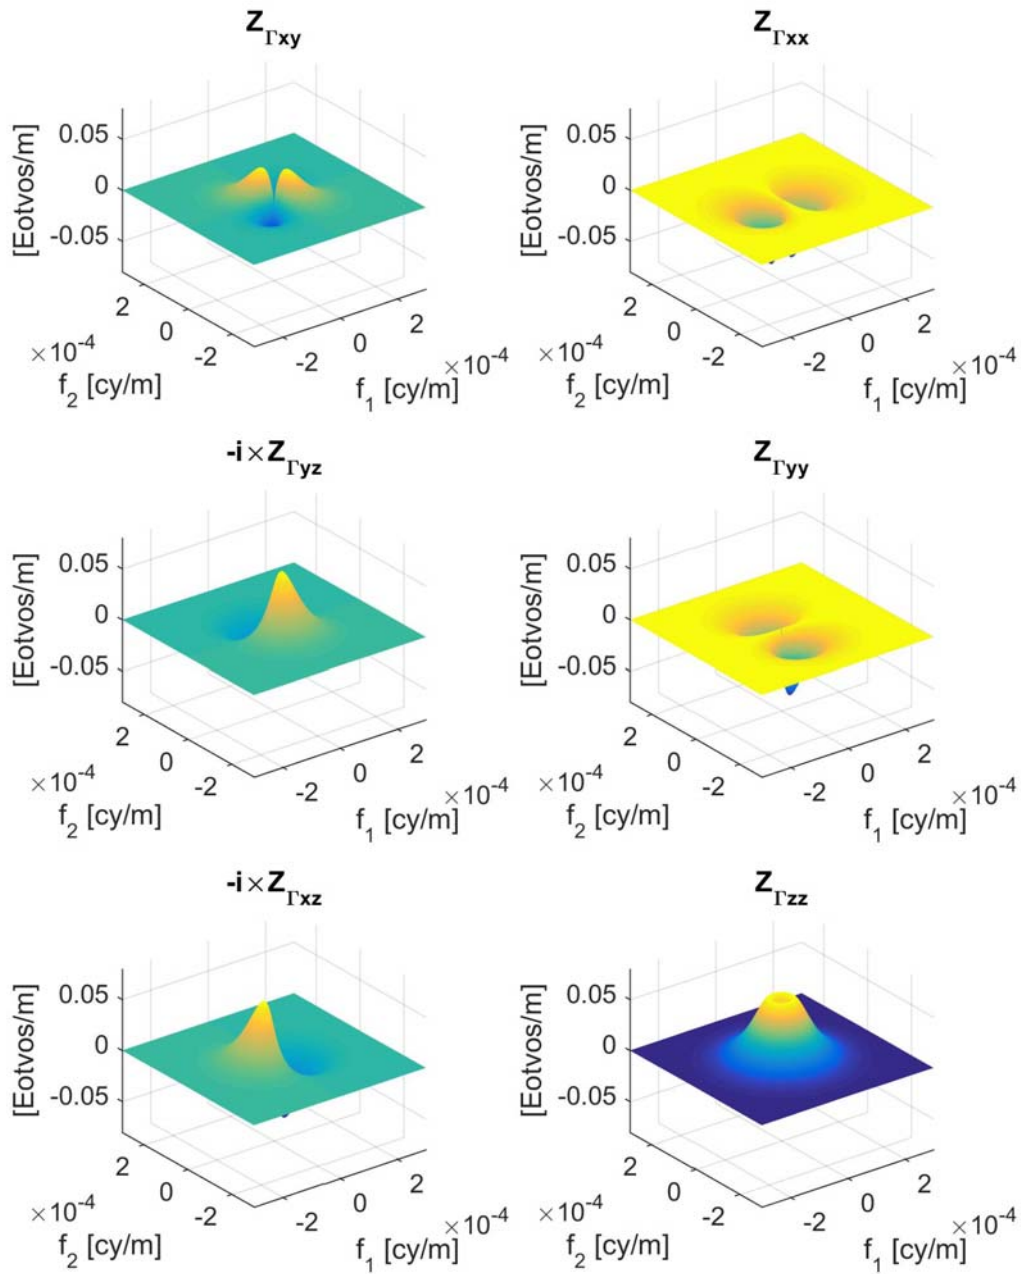 Z_Γxy
[Eotvos/m]
0.05
0
-0.05
2
0
-2
×10^-4
f_2 [cy/m]
-2
0
2
×10^-4
f_1 [cy/m]
Z_Γxx
[Eotvos/m]
0.05
0
-0.05
2
0
-2
×10^-4
f_2 [cy/m]
-2
0
2
×10^-4
f_1 [cy/m]
-i×Z_Γyz
[Eotvos/m]
0.05
0
-0.05
2
0
-2
×10^-4
f_2 [cy/m]
-2
0
2
×10^-4
f_1 [cy/m]
Z_Γyy
[Eotvos/m]
0.05
0
-0.05
2
0
-2
×10^-4
f_2 [cy/m]
-2
0
2
×10^-4
f_1 [cy/m]
-i×Z_Γxz
[Eotvos/m]
0.05
0
-0.05
2
0
-2
×10^-4
f_2 [cy/m]
-2
0
2
×10^-4
f_1 [cy/m]
Z_Γzz
[Eotvos/m]
0.05
0
-0.05
2
0
-2
×10^-4
f_2 [cy/m]
-2
0
2
×10^-4
f_1 [cy/m]